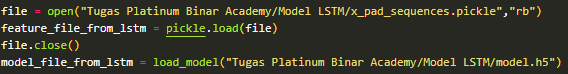 file = open("Tugas Platinum Binar Academy/Model LSTM/x_pad_sequences.pickle","rb")
feature_file_from_lstm = pickle.load(file)
file.close()
model_file_from_lstm = load_model("Tugas Platinum Binar Academy/Model LSTM/model.h5")